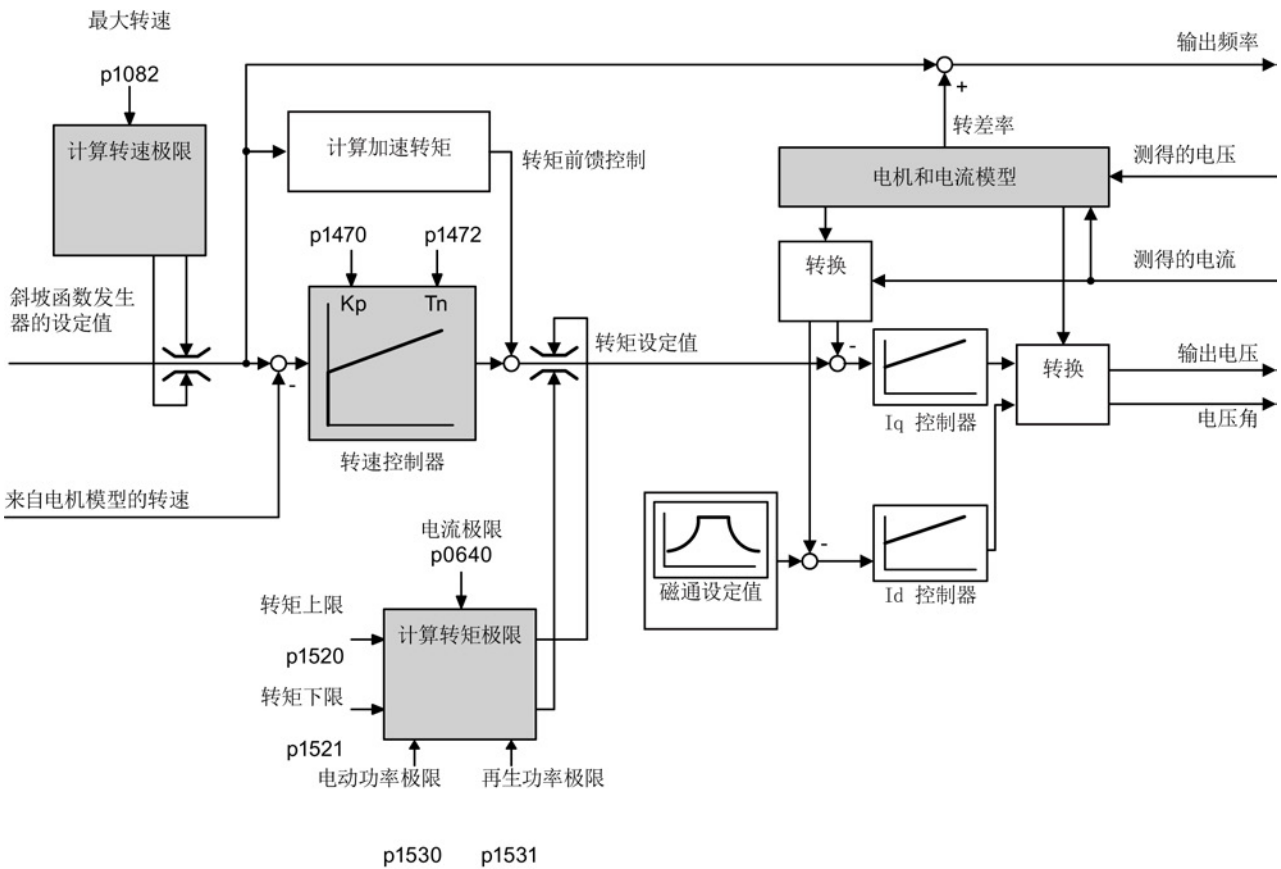 最大转速
p1082
计算转速极限
输出频率
转差率
计算加速转矩
转矩前馈控制
电机和电流模型
测得的电压
p1470
p1472
转换
测得的电流
斜坡函数发生
器的设定值
Kp
Tn
转矩设定值
转换
输出电压
电压角
Iq 控制器
转速控制器
来自电机模型的转速
电流极限
p0640
磁通设定值
Id 控制器
转矩上限
p1520
计算转矩极限
转矩下限
p1521
电动功率极限
再生功率极限
p1530
p1531
+
-
-
-